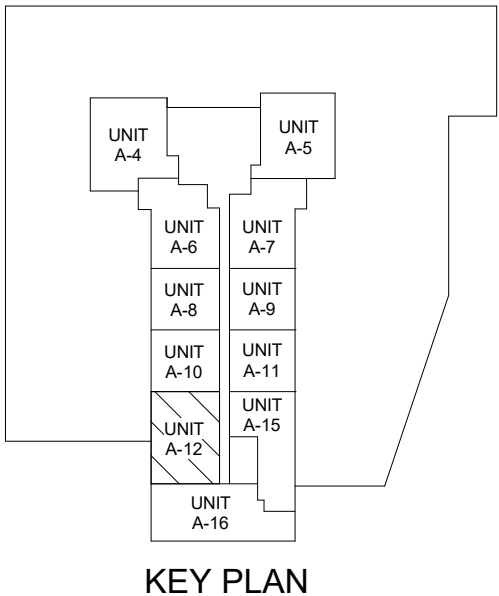 UNIT
A-4
UNIT
A-5
UNIT
A-6
UNIT
A-7
UNIT
A-8
UNIT
A-9
UNIT
A-10
UNIT
A-11
UNIT
A-12
UNIT
A-15
UNIT
A-16
KEY PLAN